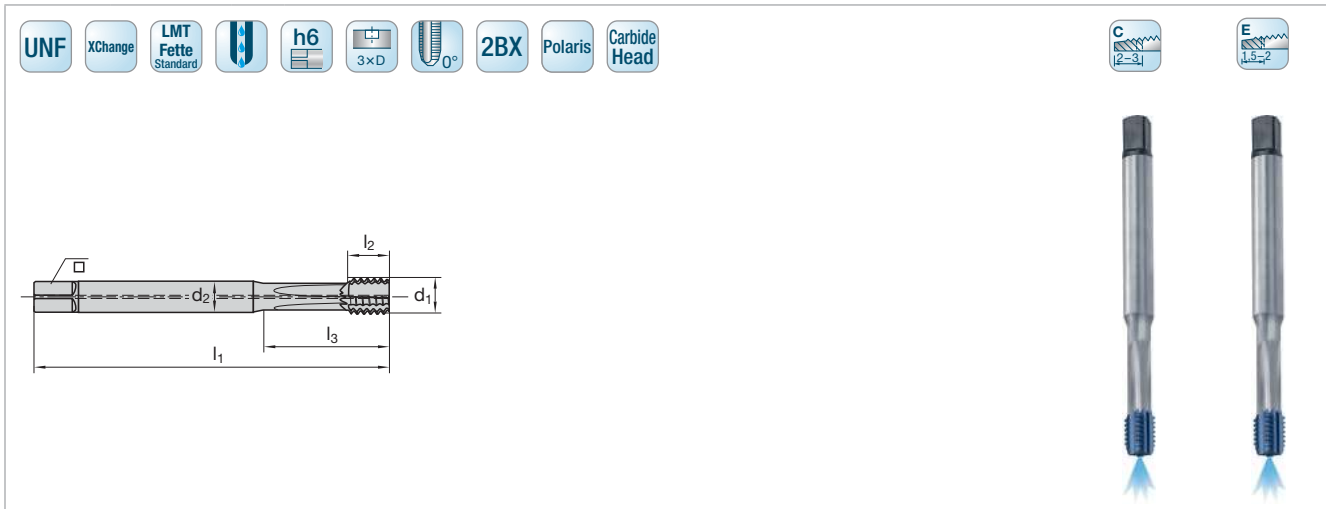 UNF
XChange
LMT
Fette
Standard
h6
3×D
0°
2BX
Polaris
Carbide
Head
C
2–3
E
1,5–2
l2
d2
d1
l3
l1